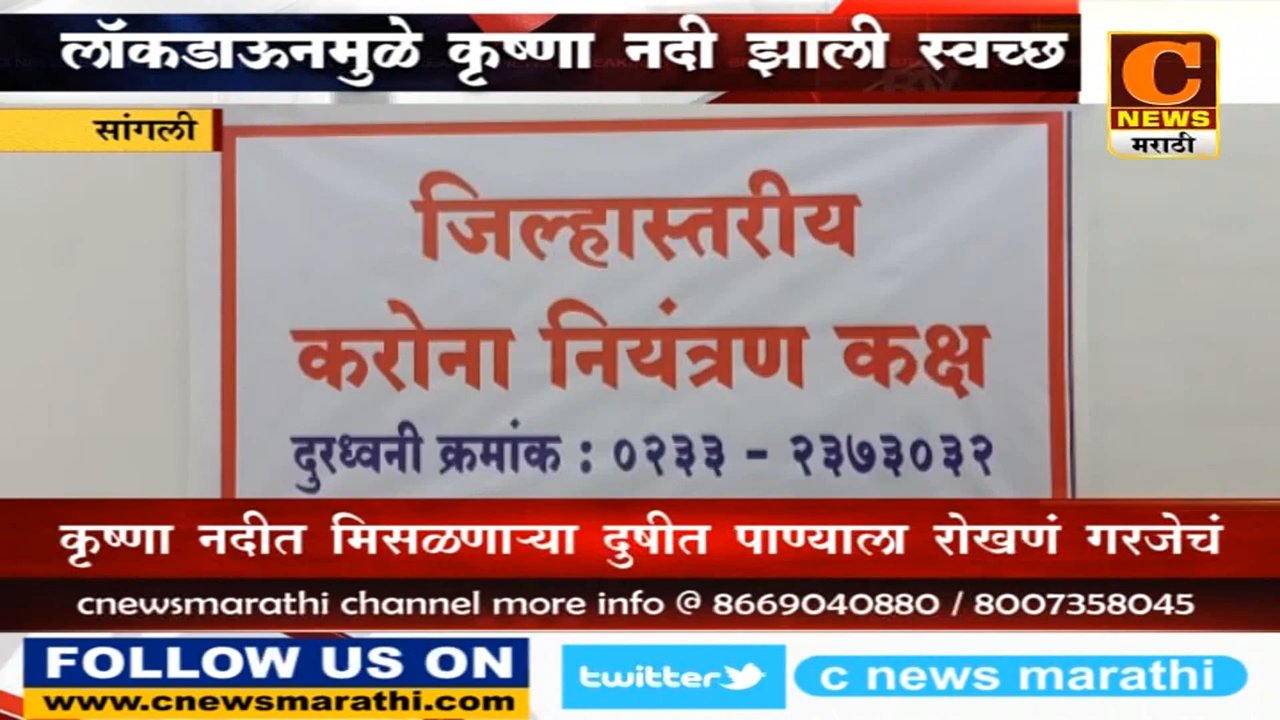 लॉकडाऊनमुळे कृष्णा नदी झाली स्वच्छ
C
NEWS
मराठी
सांगली
जिल्हास्तरीय
करोना नियंत्रण कक्ष
दुरध्वनी क्रमांक : ०२३३ - २३७३०३२
कृष्णा नदीत मिसळणाऱ्या दुषीत पाण्याला रोखणं गरजेचं
cnewsmarathi channel more info @ 8669040880 / 8007358045
FOLLOW US ON
www.cnewsmarathi.com
twitter
c news marathi